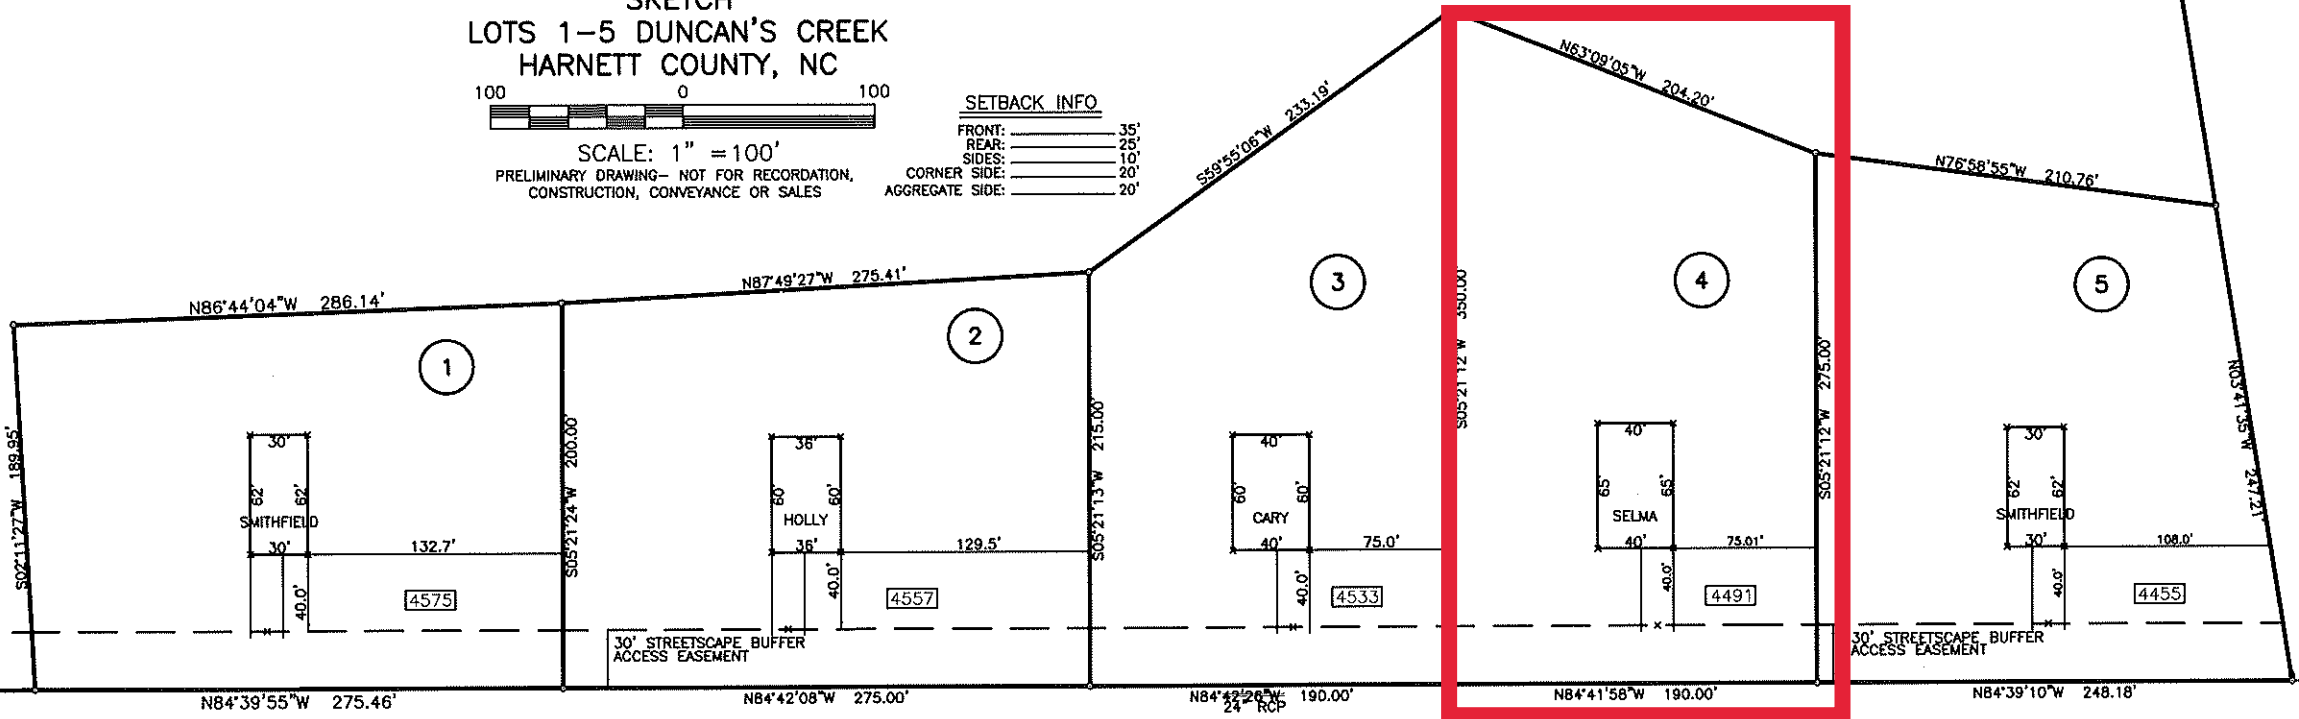 SKETCH
LOTS 1-5 DUNCAN'S CREEK
HARNETT COUNTY, NC
100 0 100
SCALE: 1" =100'
PRELIMINARY DRAWING- NOT FOR RECORDATION,
CONSTRUCTION, CONVEYANCE OR SALES
SETBACK INFO
FRONT: 35'
REAR: 25'
SIDES: 10'
CORNER SIDE: 20'
AGGREGATE SIDE: 20'
N86°44'04"W 286.14'
N87°49'27"W 275.41'
S59°55'06"W 233.19'
N63°09'05"W 204.20'
N76°58'55"W 210.76'
1
2
3
4
5
S02°11'27"W 189.95'
30'
62' 62'
SMITHFIELD
30'
132.7'
40.0'
4575
S05°21'24"W 200.00'
36'
60' 60'
HOLLY
36'
129.5'
40.0'
4557
S05°21'13"W 215.00'
40'
60' 60'
CARY
40'
75.0'
40.0'
4533
S05°21'12"W 350.00'
40'
65' 65'
SELMA
40'
75.01'
40.0'
4491
S05°21'12"W 275.00'
30'
62' 62'
SMITHFIELD
30'
108.0'
40.0'
4455
N03°41'35"W 247.21'
30' STREETSCAPE BUFFER
ACCESS EASEMENT
30' STREETSCAPE BUFFER
ACCESS EASEMENT
N84°39'55"W 275.46'
N84°42'08"W 275.00'
N84°42'26"W 190.00'
24" RCP
N84°41'58"W 190.00'
N84°39'10"W 248.18'